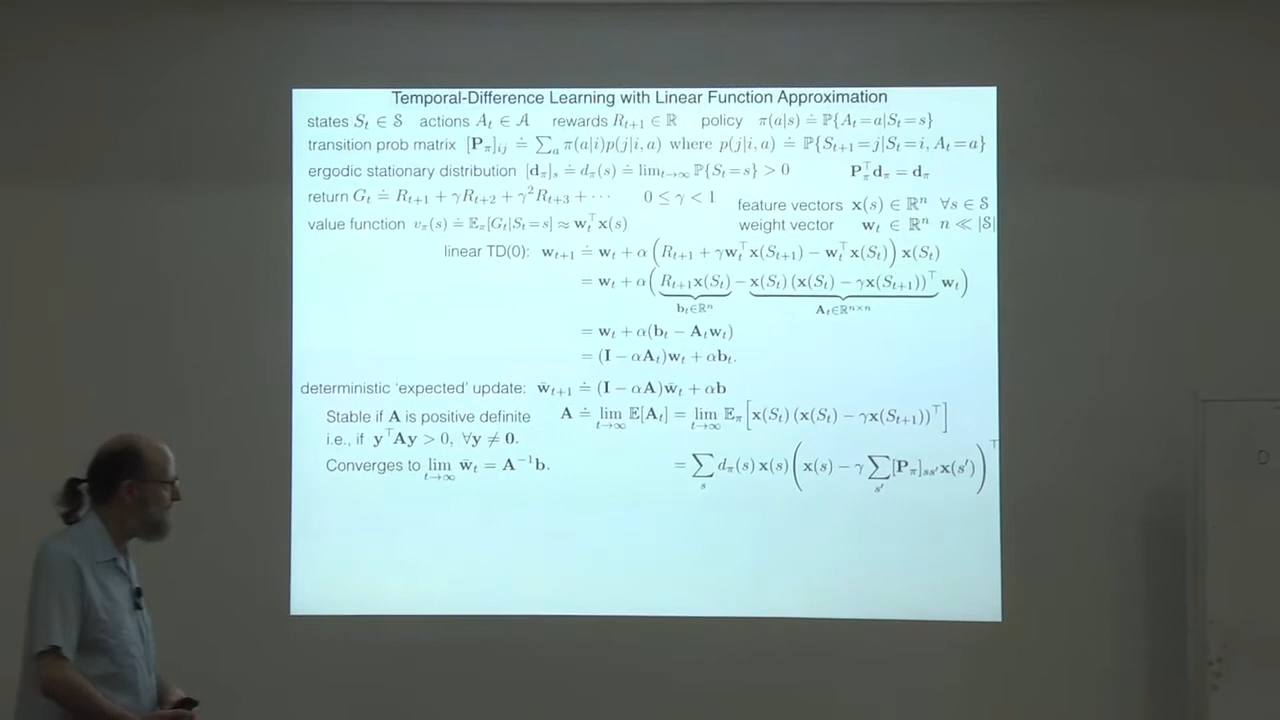 Temporal-Difference Learning with Linear Function Approximation
states S_t ∈ 𝒮 actions A_t ∈ 𝒜 rewards R_{t+1} ∈ ℝ policy π(a|s) ≐ ℙ{A_t=a|S_t=s}
transition prob matrix [P_π]_{ij} ≐ ∑_a π(a|i)p(j|i,a) where p(j|i,a) ≐ ℙ{S_{t+1}=j|S_t=i,A_t=a}
ergodic stationary distribution [d_π]_s ≐ d_π(s) ≐ lim_{t→∞} ℙ{S_t=s} > 0 P_π^⊤ d_π = d_π
return G_t ≐ R_{t+1} + γR_{t+2} + γ²R_{t+3} + ⋯ 0 ≤ γ < 1
feature vectors x(s) ∈ ℝⁿ ∀s ∈ 𝒮
value function v_π(s) ≐ 𝔼_π[G_t|S_t=s] ≈ w_t^⊤ x(s)
weight vector w_t ∈ ℝⁿ n ≪ |𝒮|
linear TD(0): w_{t+1} ≐ w_t + α(R_{t+1} + γw_t^⊤ x(S_{t+1}) − w_t^⊤ x(S_t)) x(S_t)
= w_t + α(R_{t+1}x(S_t) − x(S_t)(x(S_t) − γx(S_{t+1}))^⊤ w_t)
b_t∈ℝⁿ A_t∈ℝ^{n×n}
= w_t + α(b_t − A_t w_t)
= (I − αA_t)w_t + αb_t.
deterministic 'expected' update: w̄_{t+1} ≐ (I − αA)w̄_t + αb
Stable if A is positive definite A ≐ lim_{t→∞} 𝔼[A_t] = lim_{t→∞} 𝔼_π[x(S_t)(x(S_t) − γx(S_{t+1}))^⊤]
i.e., if y^⊤Ay > 0, ∀y ≠ 0.
Converges to lim_{t→∞} w̄_t = A^{−1}b. = ∑_s d_π(s) x(s)(x(s) − γ∑_{s'}[P_π]_{ss'} x(s'))^⊤